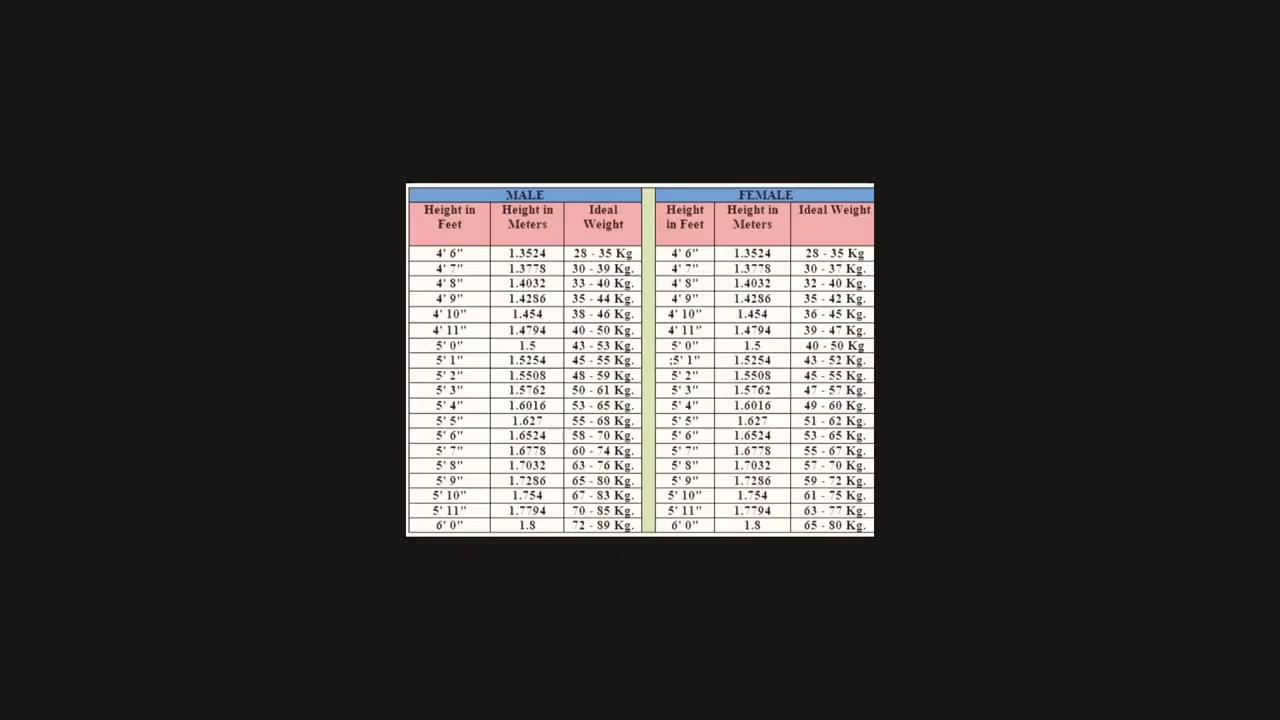 MALE FEMALE
Height in Feet Height in Meters Ideal Weight Height in Feet Height in Meters Ideal Weight
4' 6" 1.3524 28 - 35 Kg 4' 6" 1.3524 28 - 35 Kg
4' 7" 1.3778 30 - 39 Kg. 4' 7" 1.3778 30 - 37 Kg.
4' 8" 1.4032 33 - 40 Kg. 4' 8" 1.4032 32 - 40 Kg.
4' 9" 1.4286 35 - 44 Kg. 4' 9" 1.4286 35 - 42 Kg.
4' 10" 1.454 38 - 46 Kg. 4' 10" 1.454 36 - 45 Kg.
4' 11" 1.4794 40 - 50 Kg. 4' 11" 1.4794 39 - 47 Kg.
5' 0" 1.5 43 - 53 Kg. 5' 0" 1.5 40 - 50 Kg
5' 1" 1.5254 45 - 55 Kg. ;5' 1" 1.5254 43 - 52 Kg.
5' 2" 1.5508 48 - 59 Kg. 5' 2" 1.5508 45 - 55 Kg.
5' 3" 1.5762 50 - 61 Kg. 5' 3" 1.5762 47 - 57 Kg.
5' 4" 1.6016 53 - 65 Kg. 5' 4" 1.6016 49 - 60 Kg.
5' 5" 1.627 55 - 68 Kg. 5' 5" 1.627 51 - 62 Kg.
5' 6" 1.6524 58 - 70 Kg. 5' 6" 1.6524 53 - 65 Kg.
5' 7" 1.6778 60 - 74 Kg. 5' 7" 1.6778 55 - 67 Kg.
5' 8" 1.7032 63 - 76 Kg. 5' 8" 1.7032 57 - 70 Kg.
5' 9" 1.7286 65 - 80 Kg. 5' 9" 1.7286 59 - 72 Kg.
5' 10" 1.754 67 - 83 Kg. 5' 10" 1.754 61 - 75 Kg.
5' 11" 1.7794 70 - 85 Kg. 5' 11" 1.7794 63 - 77 Kg.
6' 0" 1.8 72 - 89 Kg. 6' 0" 1.8 65 - 80 Kg.